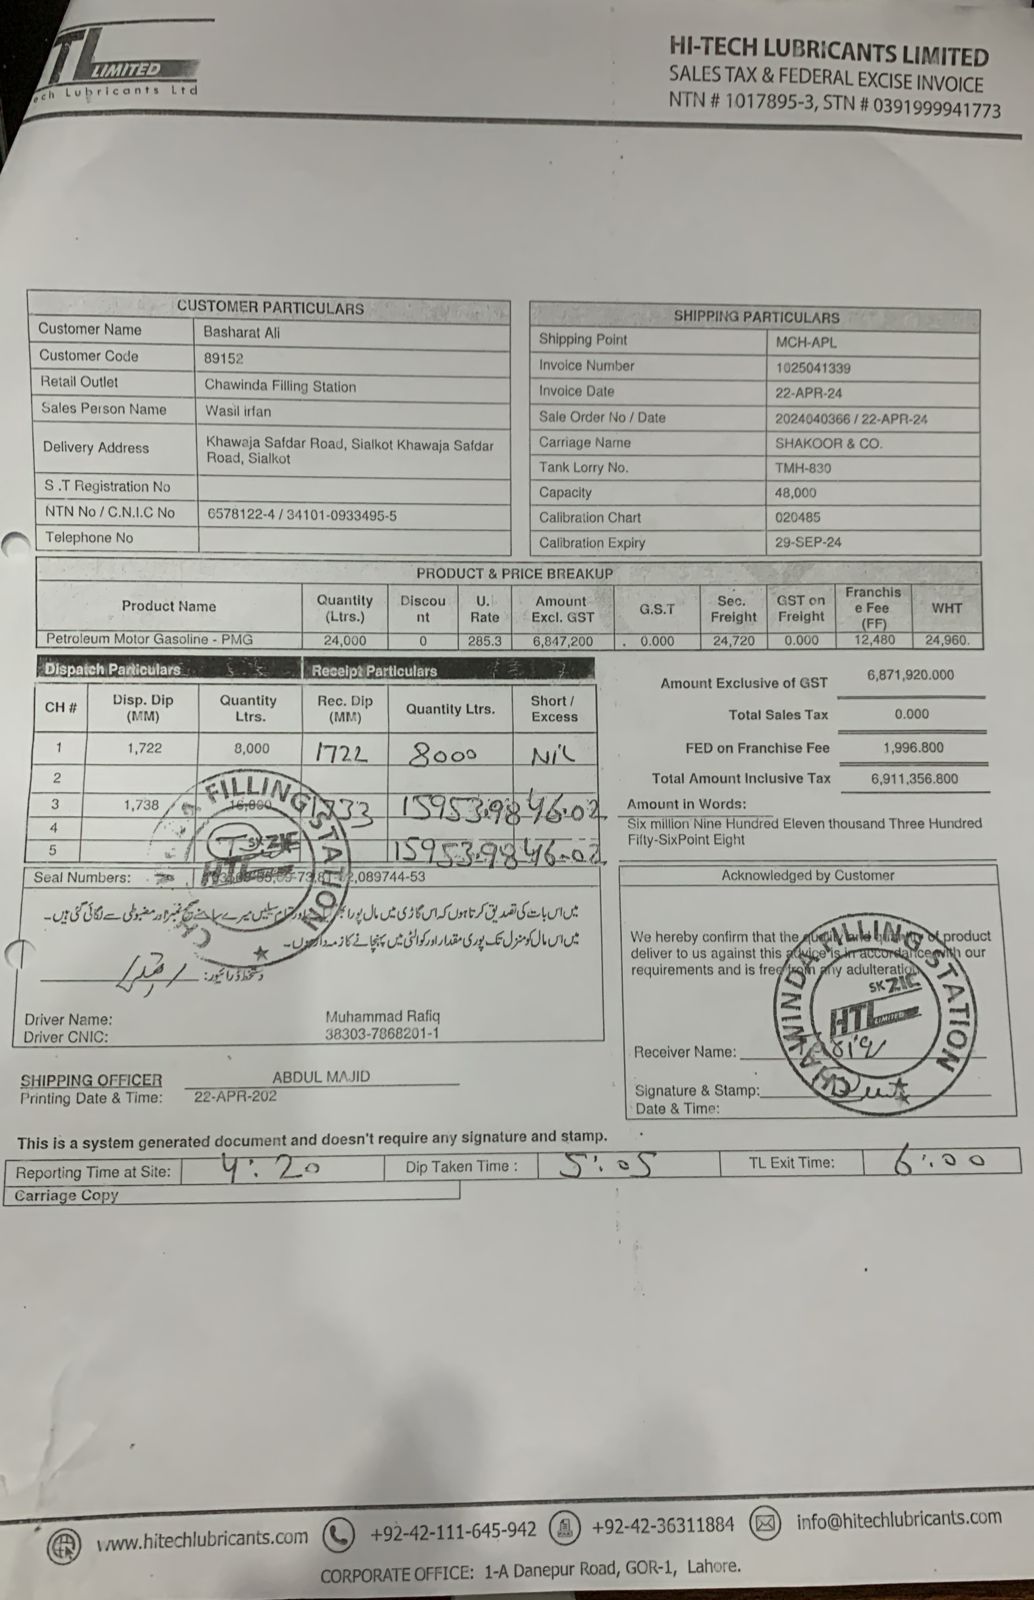 TL
LIMITED
ech Lubricants Ltd
HI-TECH LUBRICANTS LIMITED
SALES TAX & FEDERAL EXCISE INVOICE
NTN # 1017895-3, STN # 0391999941773
CUSTOMER PARTICULARS
Customer Name Basharat Ali
Customer Code 89152
Retail Outlet Chawinda Filling Station
Sales Person Name Wasil irfan
Delivery Address Khawaja Safdar Road, Sialkot Khawaja Safdar
Road, Sialkot
S .T Registration No
NTN No / C.N.I.C No 6578122-4 / 34101-0933495-5
Telephone No
SHIPPING PARTICULARS
Shipping Point MCH-APL
Invoice Number 1025041339
Invoice Date 22-APR-24
Sale Order No / Date 2024040366 / 22-APR-24
Carriage Name SHAKOOR & CO.
Tank Lorry No. TMH-830
Capacity 48,000
Calibration Chart 020485
Calibration Expiry 29-SEP-24
PRODUCT & PRICE BREAKUP
Product Name Quantity (Ltrs.) Discou nt U. Rate Amount Excl. GST G.S.T Sec. Freight GST on Freight Franchis e Fee (FF) WHT
Petroleum Motor Gasoline - PMG 24,000 0 285.3 6,847,200 0.000 24,720 0.000 12,480 24,960.
Dispatch Particulars Receipt Particulars
CH # Disp. Dip (MM) Quantity Ltrs. Rec. Dip (MM) Quantity Ltrs. Short / Excess
1 1,722 8,000 1722 8000 Nil
2
3 1,738 16,000 1733 15953.98 46.02
4
5 15953.98 46.02
Seal Numbers: 089744-53
Amount Exclusive of GST 6,871,920.000
Total Sales Tax 0.000
FED on Franchise Fee 1,996.800
Total Amount Inclusive Tax 6,911,356.800
Amount in Words:
Six million Nine Hundred Eleven thousand Three Hundred
Fifty-SixPoint Eight
FILLING STATION
SK ZIC
HTL
میں اس بات کی تصدیق کرتا ہوں کہ اس گاڑی میں مال پورا سیلیں میرے سامنے اور مضبوطی سے لگائی گئی ہیں۔
میں اس مال کو منزل تک پوری مقدار اور کوالٹی میں پہنچانے کا ذمہ دار ہوں۔
دستخط ڈرائیور:
Driver Name: Muhammad Rafiq
Driver CNIC: 38303-7868201-1
Acknowledged by Customer
We hereby confirm that the quality and quantity of product
deliver to us against this advice is in accordance with our
requirements and is free from any adulteration
CHAWINDA FILLING STATION
SK ZIC
HTL LIMITED
Receiver Name:
Signature & Stamp:
Date & Time:
SHIPPING OFFICER ABDUL MAJID
Printing Date & Time: 22-APR-202
This is a system generated document and doesn't require any signature and stamp.
Reporting Time at Site: 4:20 Dip Taken Time : 5:05 TL Exit Time: 6:00
Carriage Copy
www.hitechlubricants.com +92-42-111-645-942 +92-42-36311884 info@hitechlubricants.com
CORPORATE OFFICE: 1-A Danepur Road, GOR-1, Lahore.